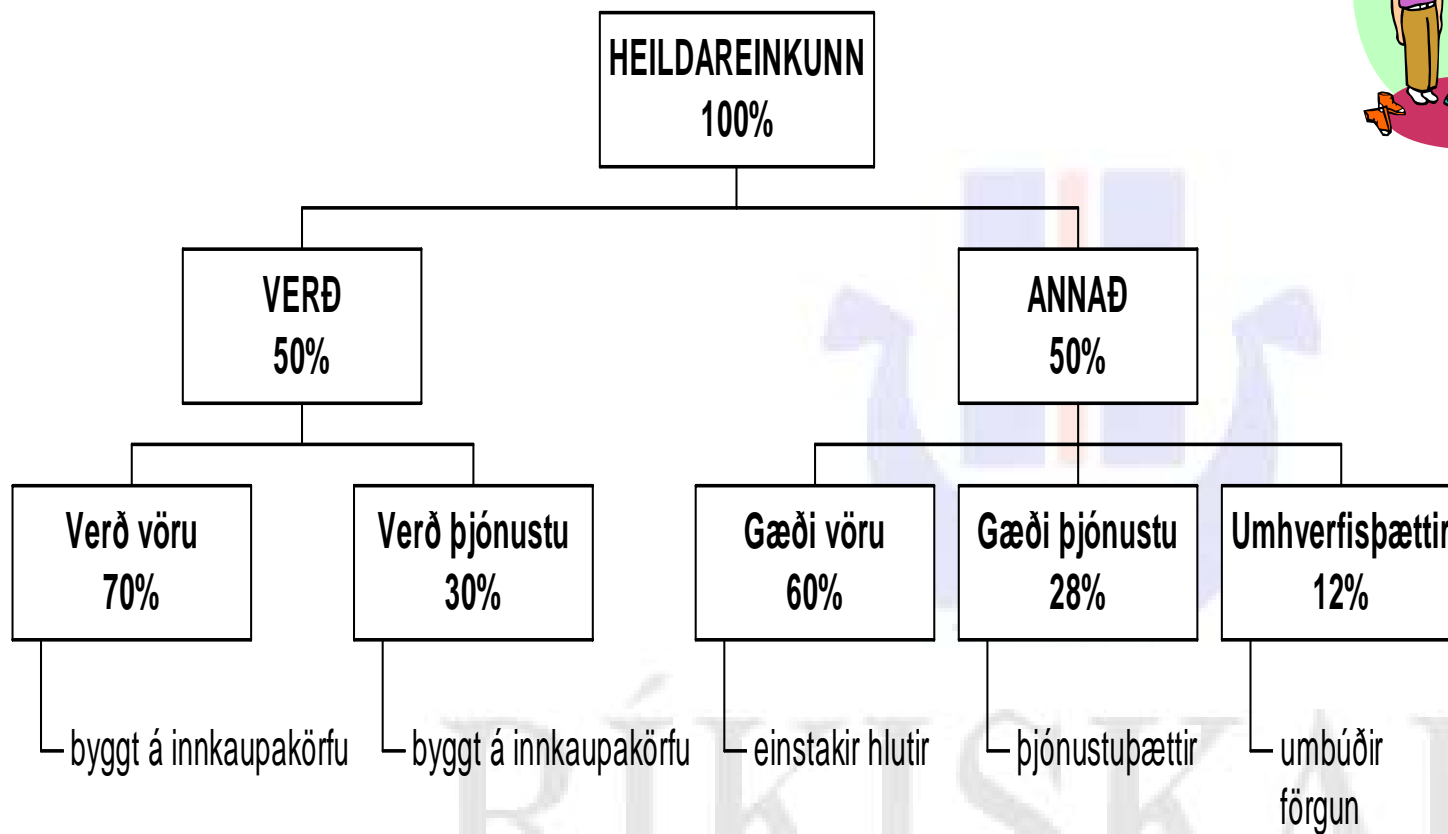 HEILDAREINKUNN
100%
VERÐ
50%
ANNAÐ
50%
Verð vöru
70%
Verð þjónustu
30%
Gæði vöru
60%
Gæði þjónustu
28%
Umhverfisþættir
12%
byggt á innkaupakörfu
byggt á innkaupakörfu
einstakir hlutir
þjónustuþættir
umbúðir
förgun